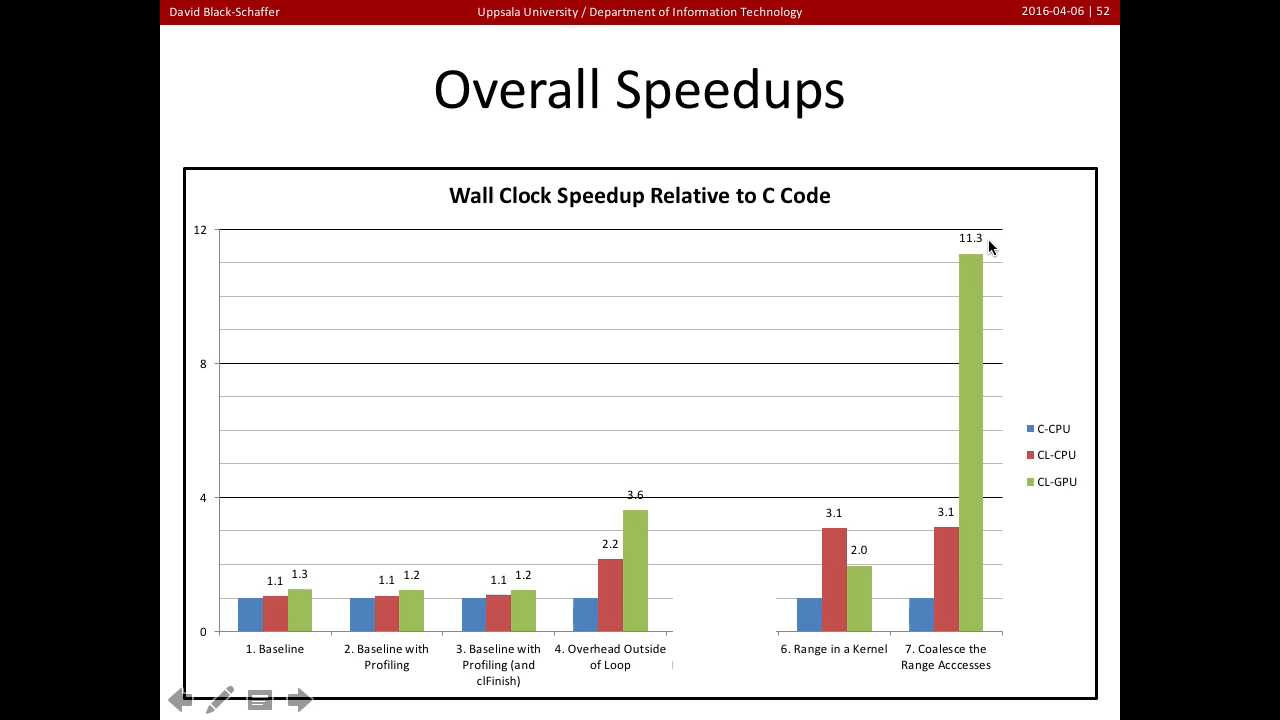 David Black-Schaffer
Uppsala University / Department of Information Technology
2016-04-06 | 52
Overall Speedups
Wall Clock Speedup Relative to C Code
12
8
4
0
1.1
1.3
1.1
1.2
1.1
1.2
2.2
3.6
3.1
2.0
3.1
11.3
1. Baseline
2. Baseline with
Profiling
3. Baseline with
Profiling (and
clFinish)
4. Overhead Outside
of Loop
6. Range in a Kernel
7. Coalesce the
Range Acccesses
C-CPU
CL-CPU
CL-GPU